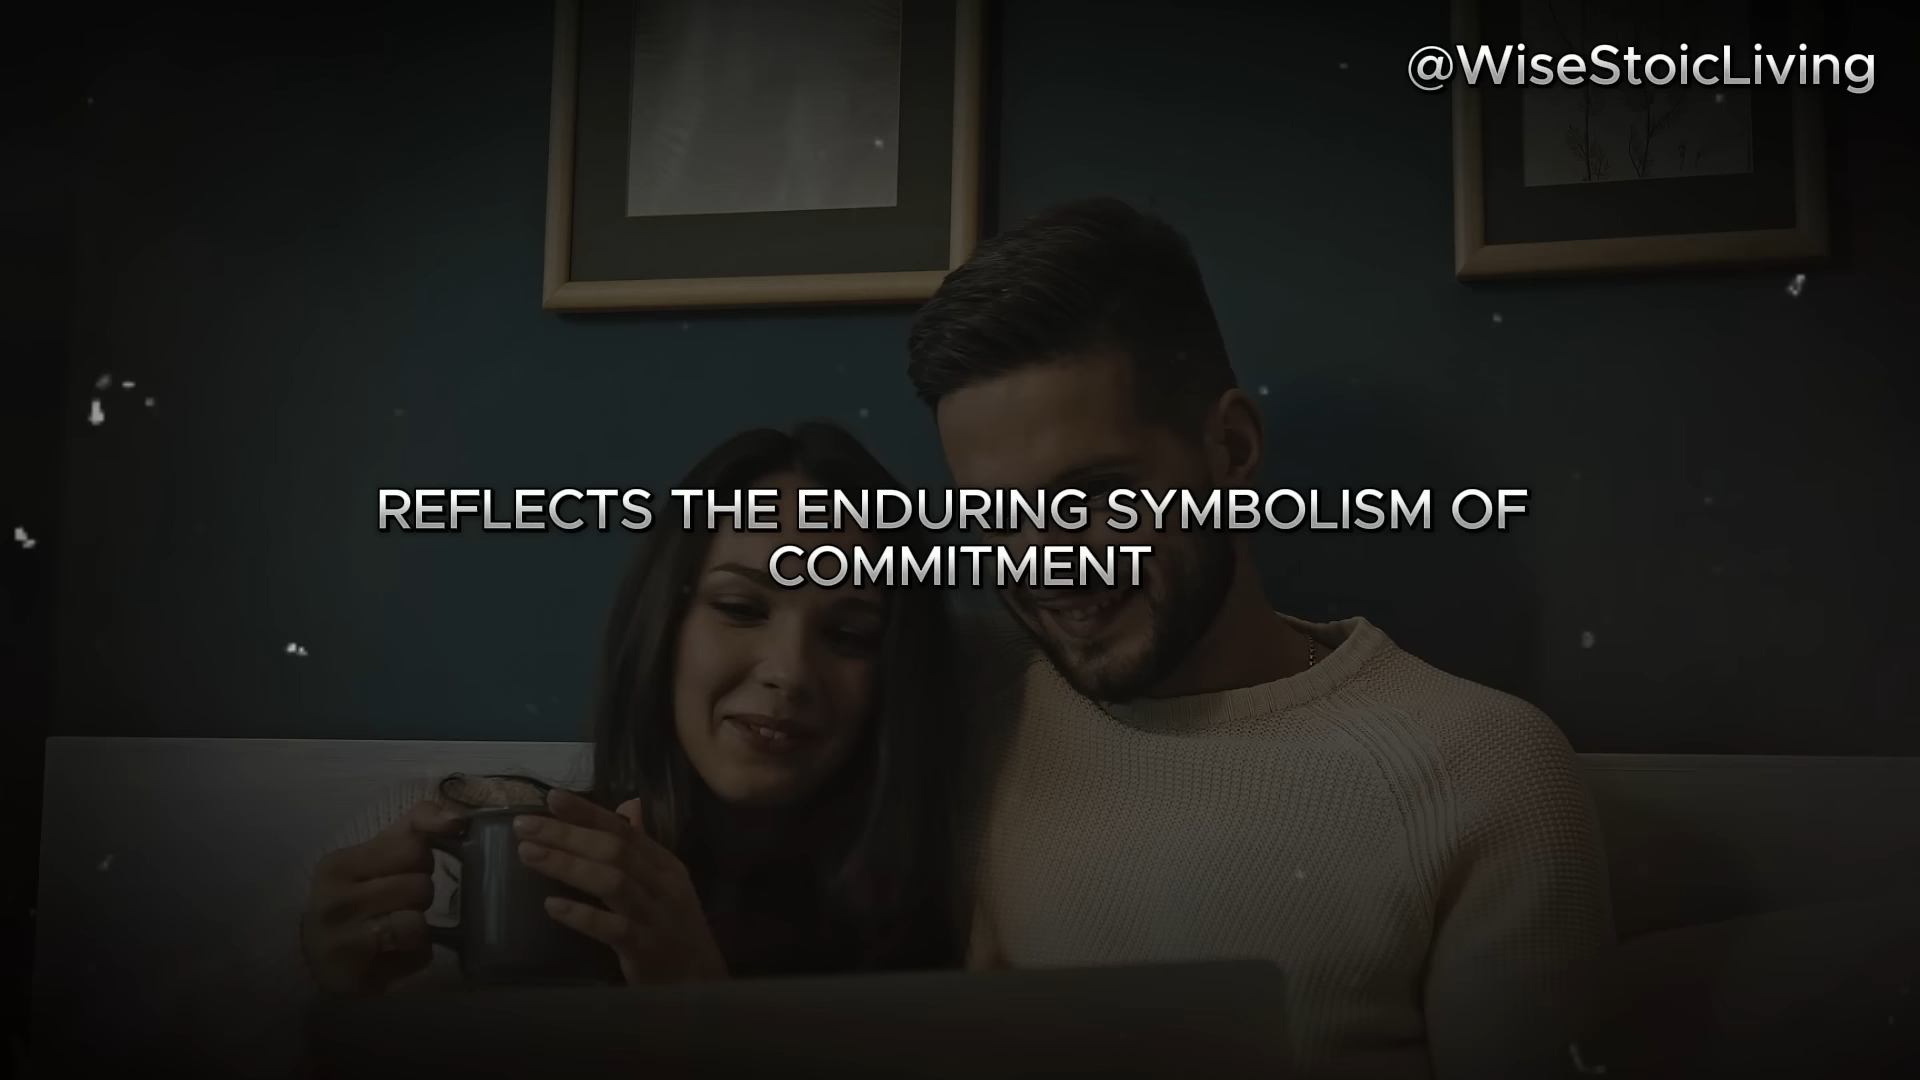 @WiseStoicLiving
REFLECTS THE ENDURING SYMBOLISM OF
COMMITMENT